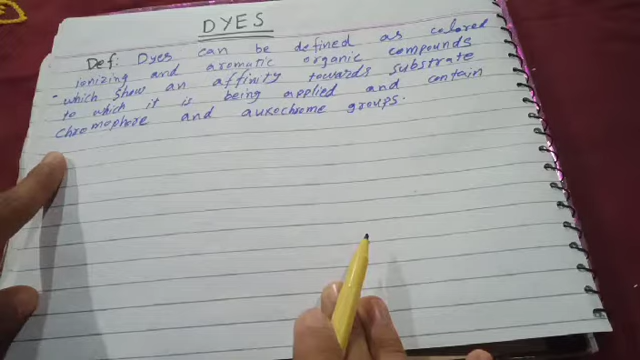 DYES
Def: Dyes can be defined as colored
ionizing and aromatic organic compounds
which show an affinity towards substrate
to which it is being applied and contain
chromophore and auxochrome groups.